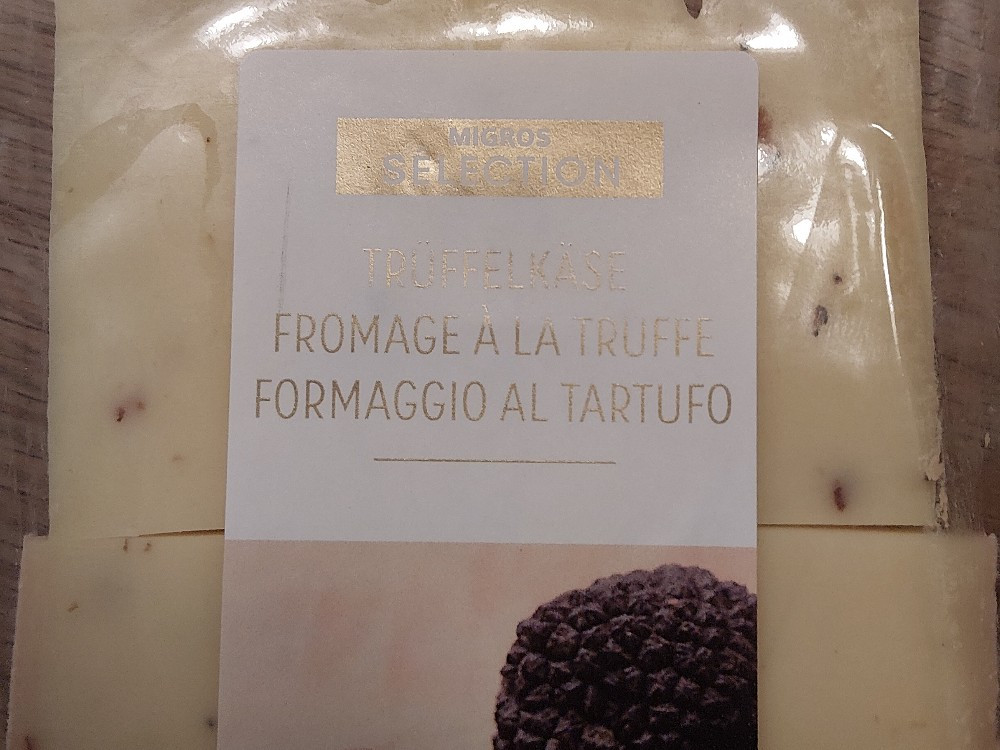 MIGROS
SELECTION
TRÜFFELKÄSE
FROMAGE À LA TRUFFE
FORMAGGIO AL TARTUFO